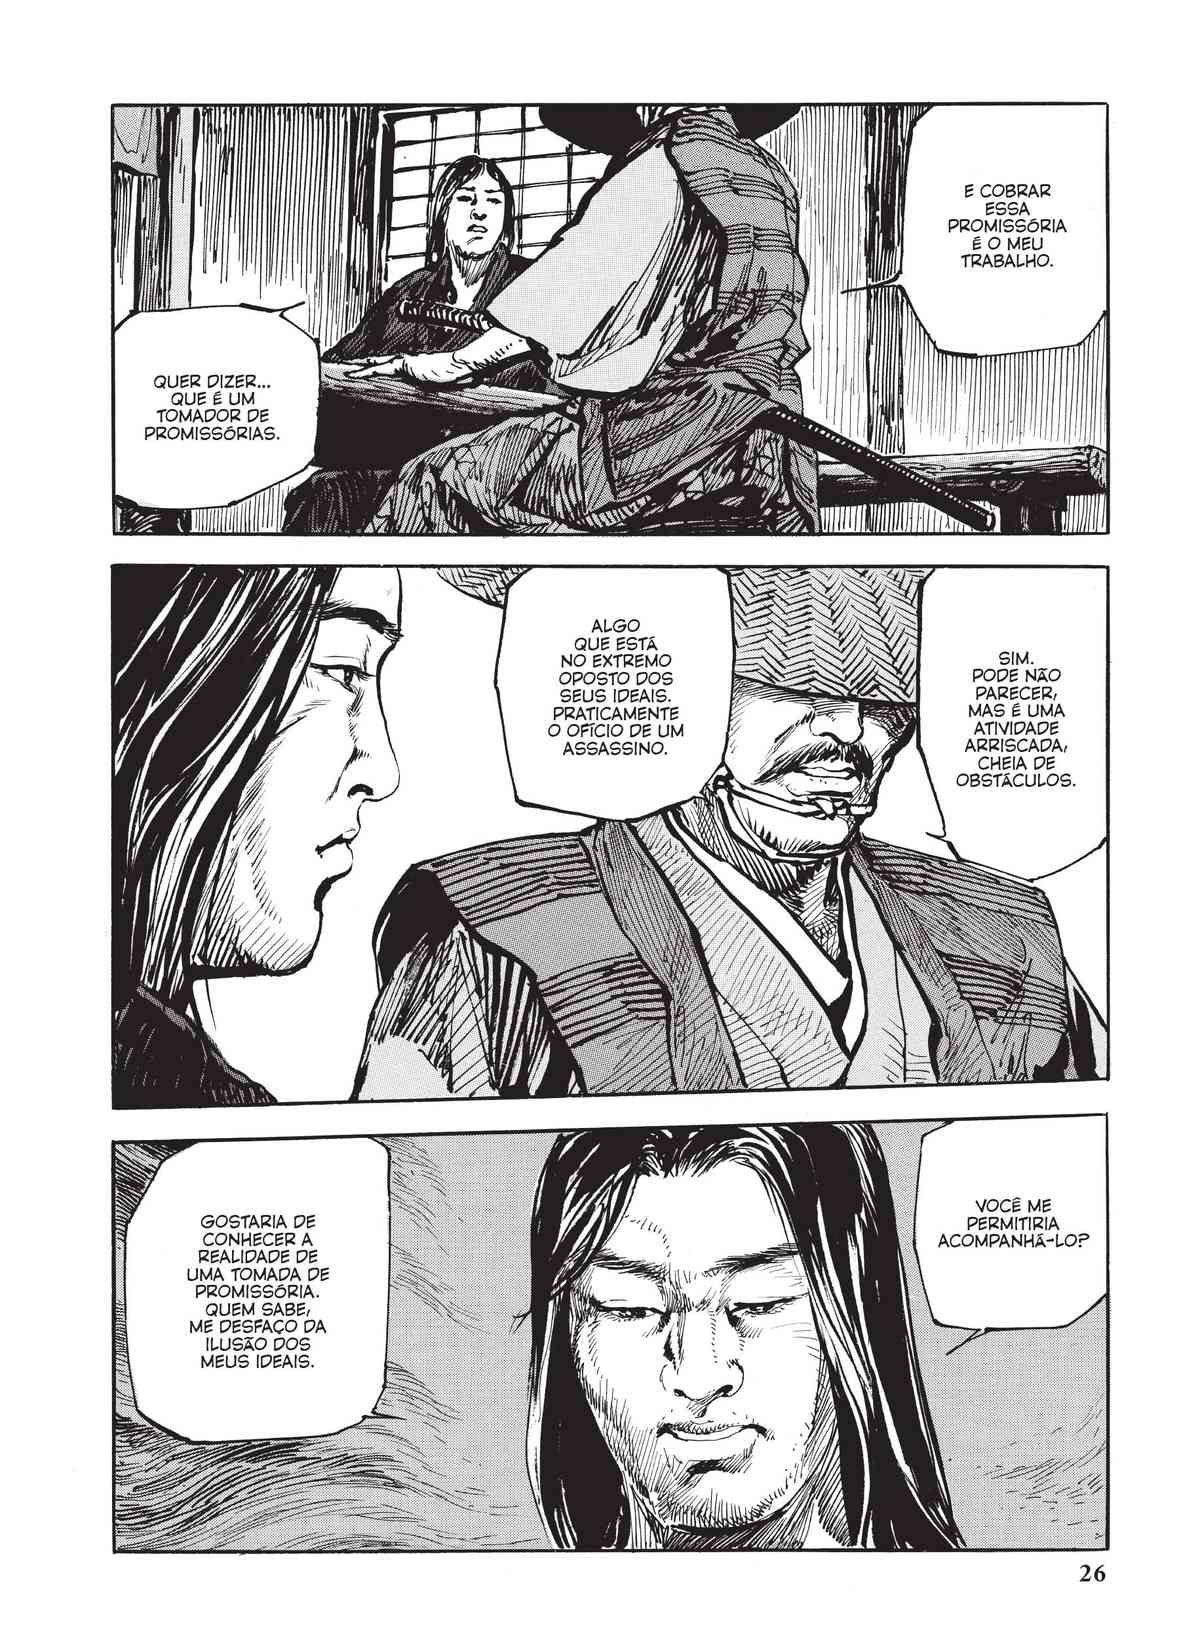 E COBRAR
ESSA
PROMISSÓRIA
É O MEU
TRABALHO.
QUER DIZER...
QUE É UM
TOMADOR DE
PROMISSÓRIAS.
SIM.
PODE NÃO
PARECER,
MAS É UMA
ATIVIDADE
ARRISCADA,
CHEIA DE
OBSTÁCULOS.
ALGO
QUE ESTÁ
NO EXTREMO
OPOSTO DOS
SEUS IDEAIS.
PRATICAMENTE
O OFÍCIO DE UM
ASSASSINO.
VOCÊ ME
PERMITIRIA
ACOMPANHÁ-LO?
GOSTARIA DE
CONHECER A
REALIDADE DE
UMA TOMADA DE
PROMISSÓRIA.
QUEM SABE,
ME DESFAÇO DA
ILUSÃO DOS
MEUS IDEAIS.
26